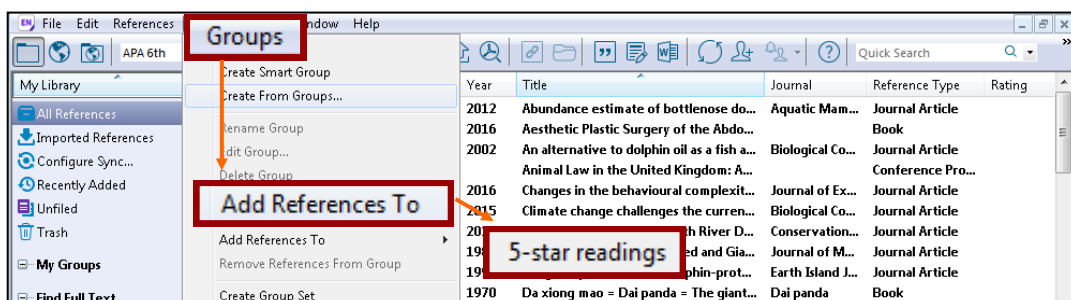 EN File Edit References ndow Help
Groups
APA 6th
Quick Search
»
My Library
Create Smart Group
Year Title Journal Reference Type Rating
Create From Groups...
All References
2012 Abundance estimate of bottlenose do... Aquatic Mam... Journal Article
Imported References
Rename Group
2016 Aesthetic Plastic Surgery of the Abdo... Book
Configure Sync...
Edit Group...
2002 An alternative to dolphin oil as a fish a... Biological Co... Journal Article
Recently Added
Delete Group
Animal Law in the United Kingdom: A... Conference Pro...
Unfiled
Add References To
2016 Changes in the behavioural complexit... Journal of Ex... Journal Article
2015 Climate change challenges the curren... Biological Co... Journal Article
Trash
Add References To
5-star readings
River D... Conservation... Journal Article
My Groups
Remove References From Group
and Gia... Journal of M... Journal Article
Earth Island J... Journal Article
Find Full Text
Create Group Set
1970 Da xiong mao = Dai panda = The giant... Dai panda Book